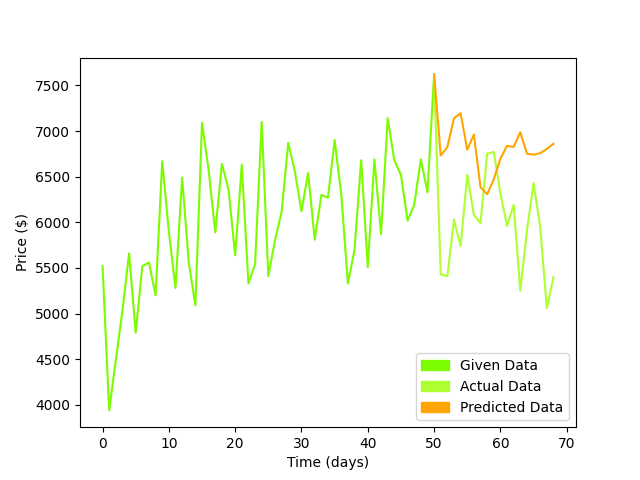 7500
7000
6500
6000
5500
5000
4500
4000
Price ($)
0 10 20 30 40 50 60 70
Time (days)
Given Data
Actual Data
Predicted Data